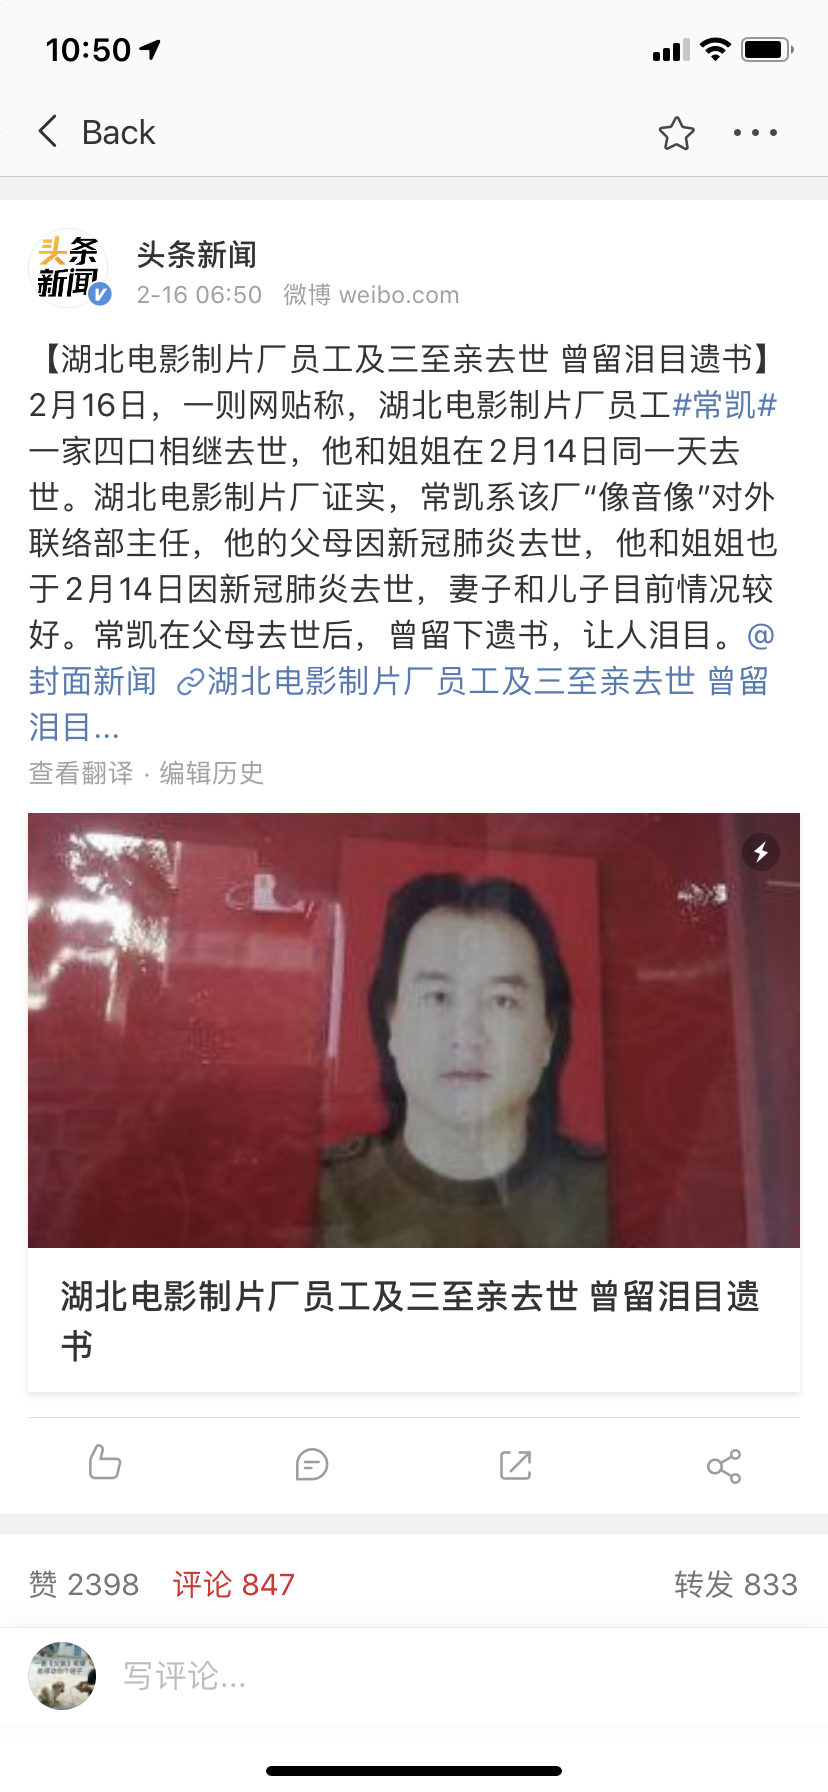 10:50
Back
头条
新闻
头条新闻
2-16 06:50 微博 weibo.com
【湖北电影制片厂员工及三至亲去世 曾留泪目遗书】
2月16日，一则网贴称，湖北电影制片厂员工#常凯#
一家四口相继去世，他和姐姐在2月14日同一天去
世。湖北电影制片厂证实，常凯系该厂“像音像”对外
联络部主任，他的父母因新冠肺炎去世，他和姐姐也
于2月14日因新冠肺炎去世，妻子和儿子目前情况较
好。常凯在父母去世后，曾留下遗书，让人泪目。@
封面新闻 湖北电影制片厂员工及三至亲去世 曾留
泪目...
查看翻译 · 编辑历史
湖北电影制片厂员工及三至亲去世 曾留泪目遗
书
赞 2398 评论 847 转发 833
写评论...